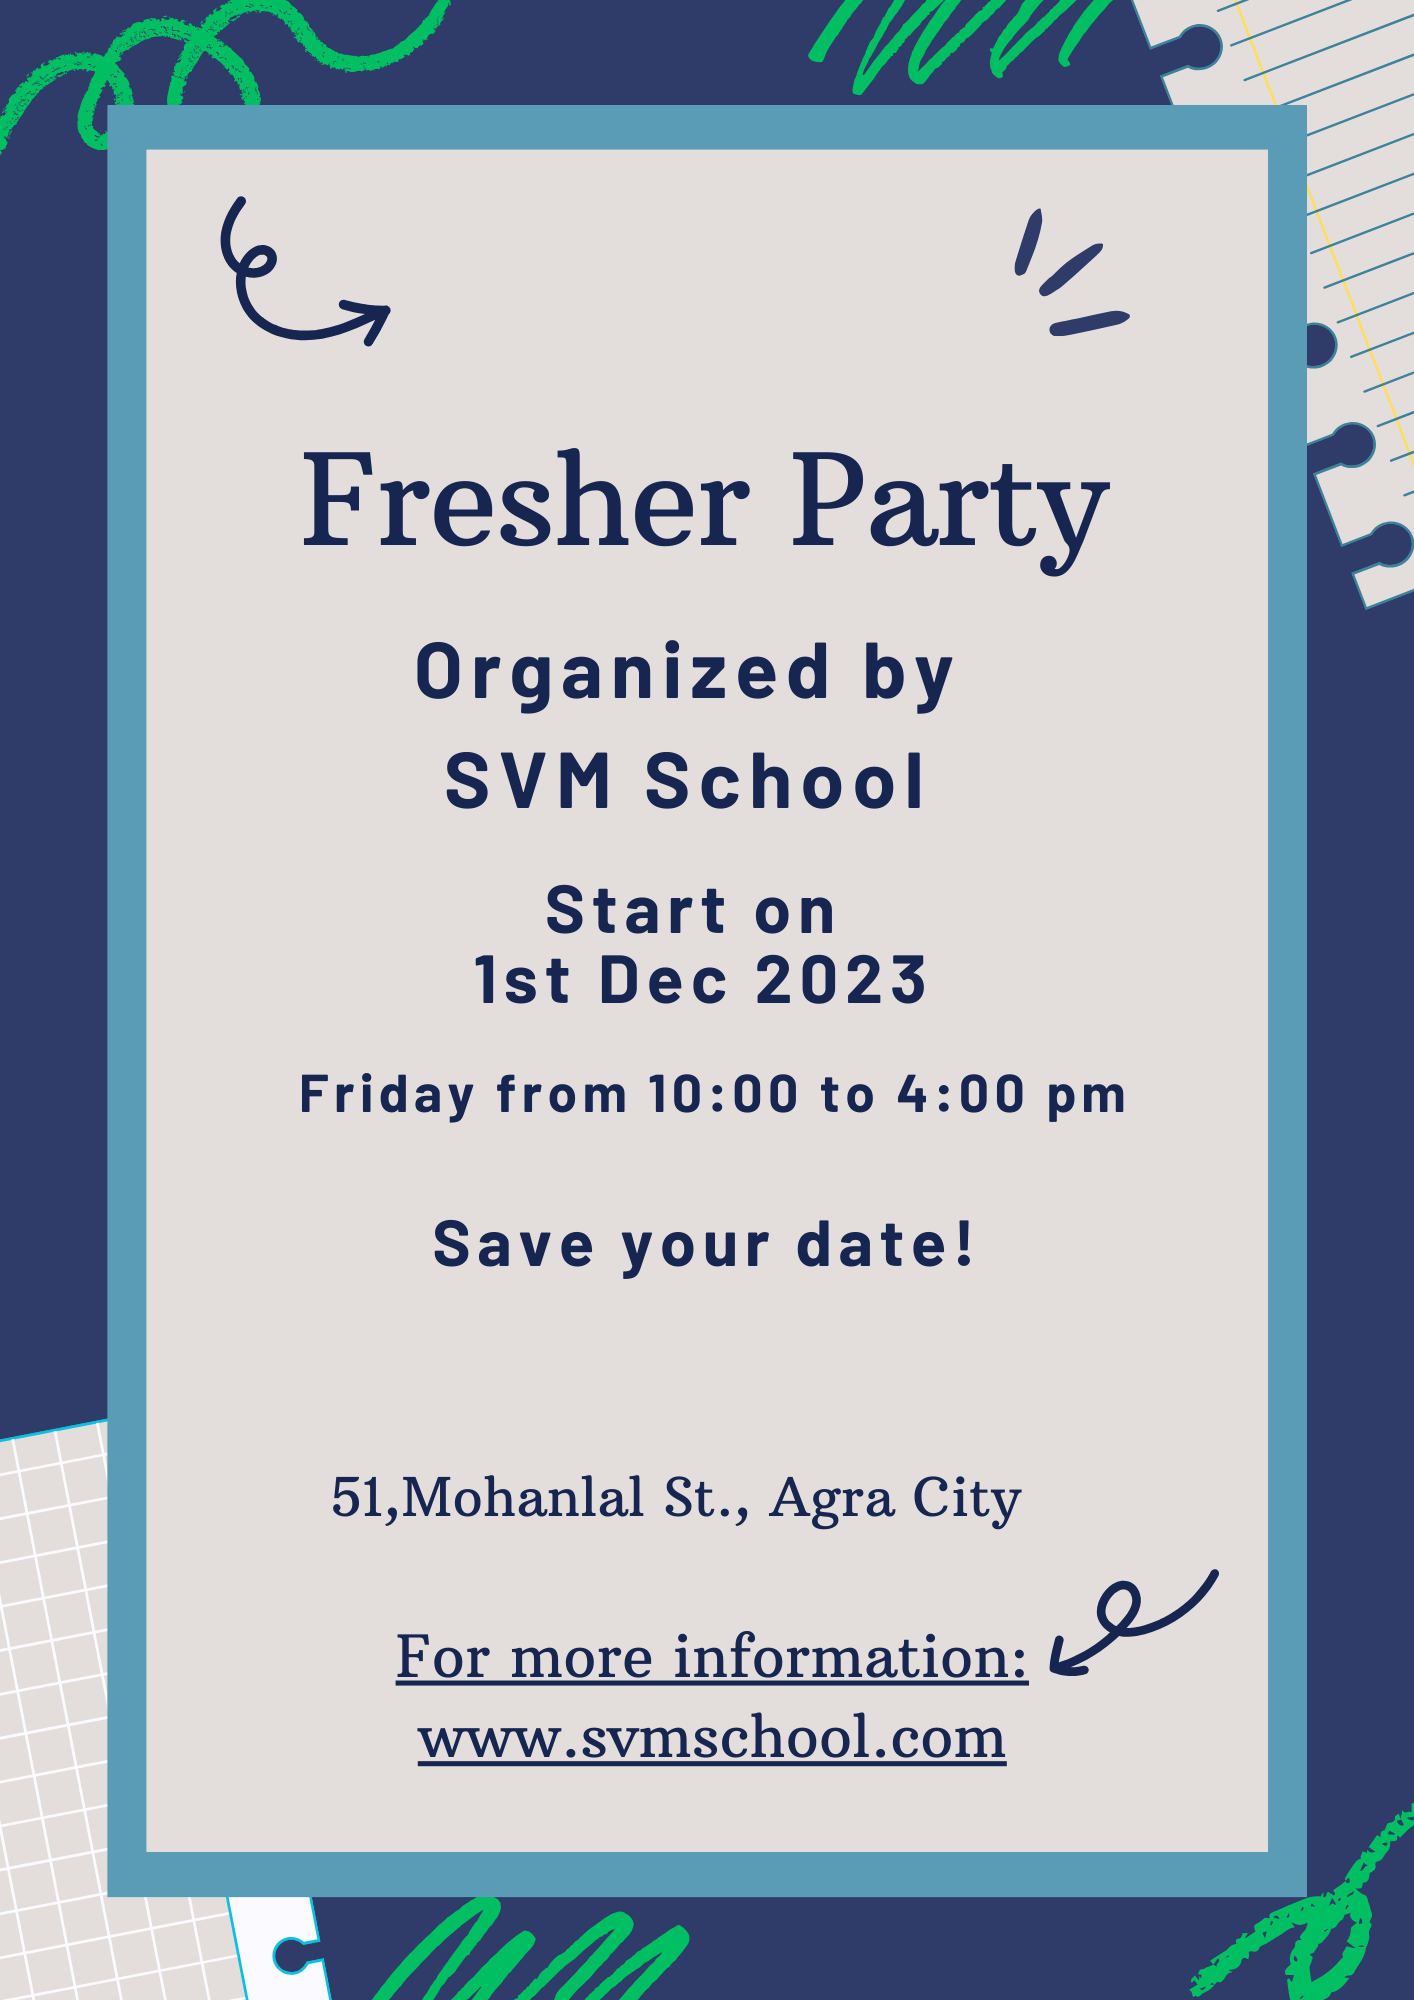 Fresher Party
Organized by
SVM School
Start on
1st Dec 2023
Friday from 10:00 to 4:00 pm
Save your date!
51,Mohanlal St., Agra City
For more information:
www.svmschool.com